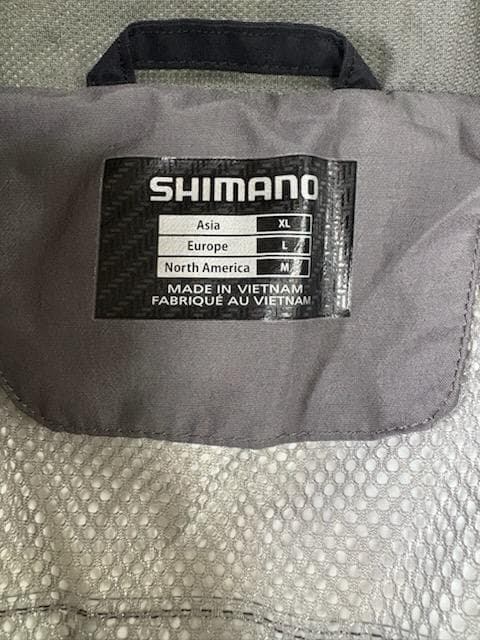 SHIMANO
Asia XL
Europe L
North America M
MADE IN VIETNAM
FABRIQUÉ AU VIETNAM